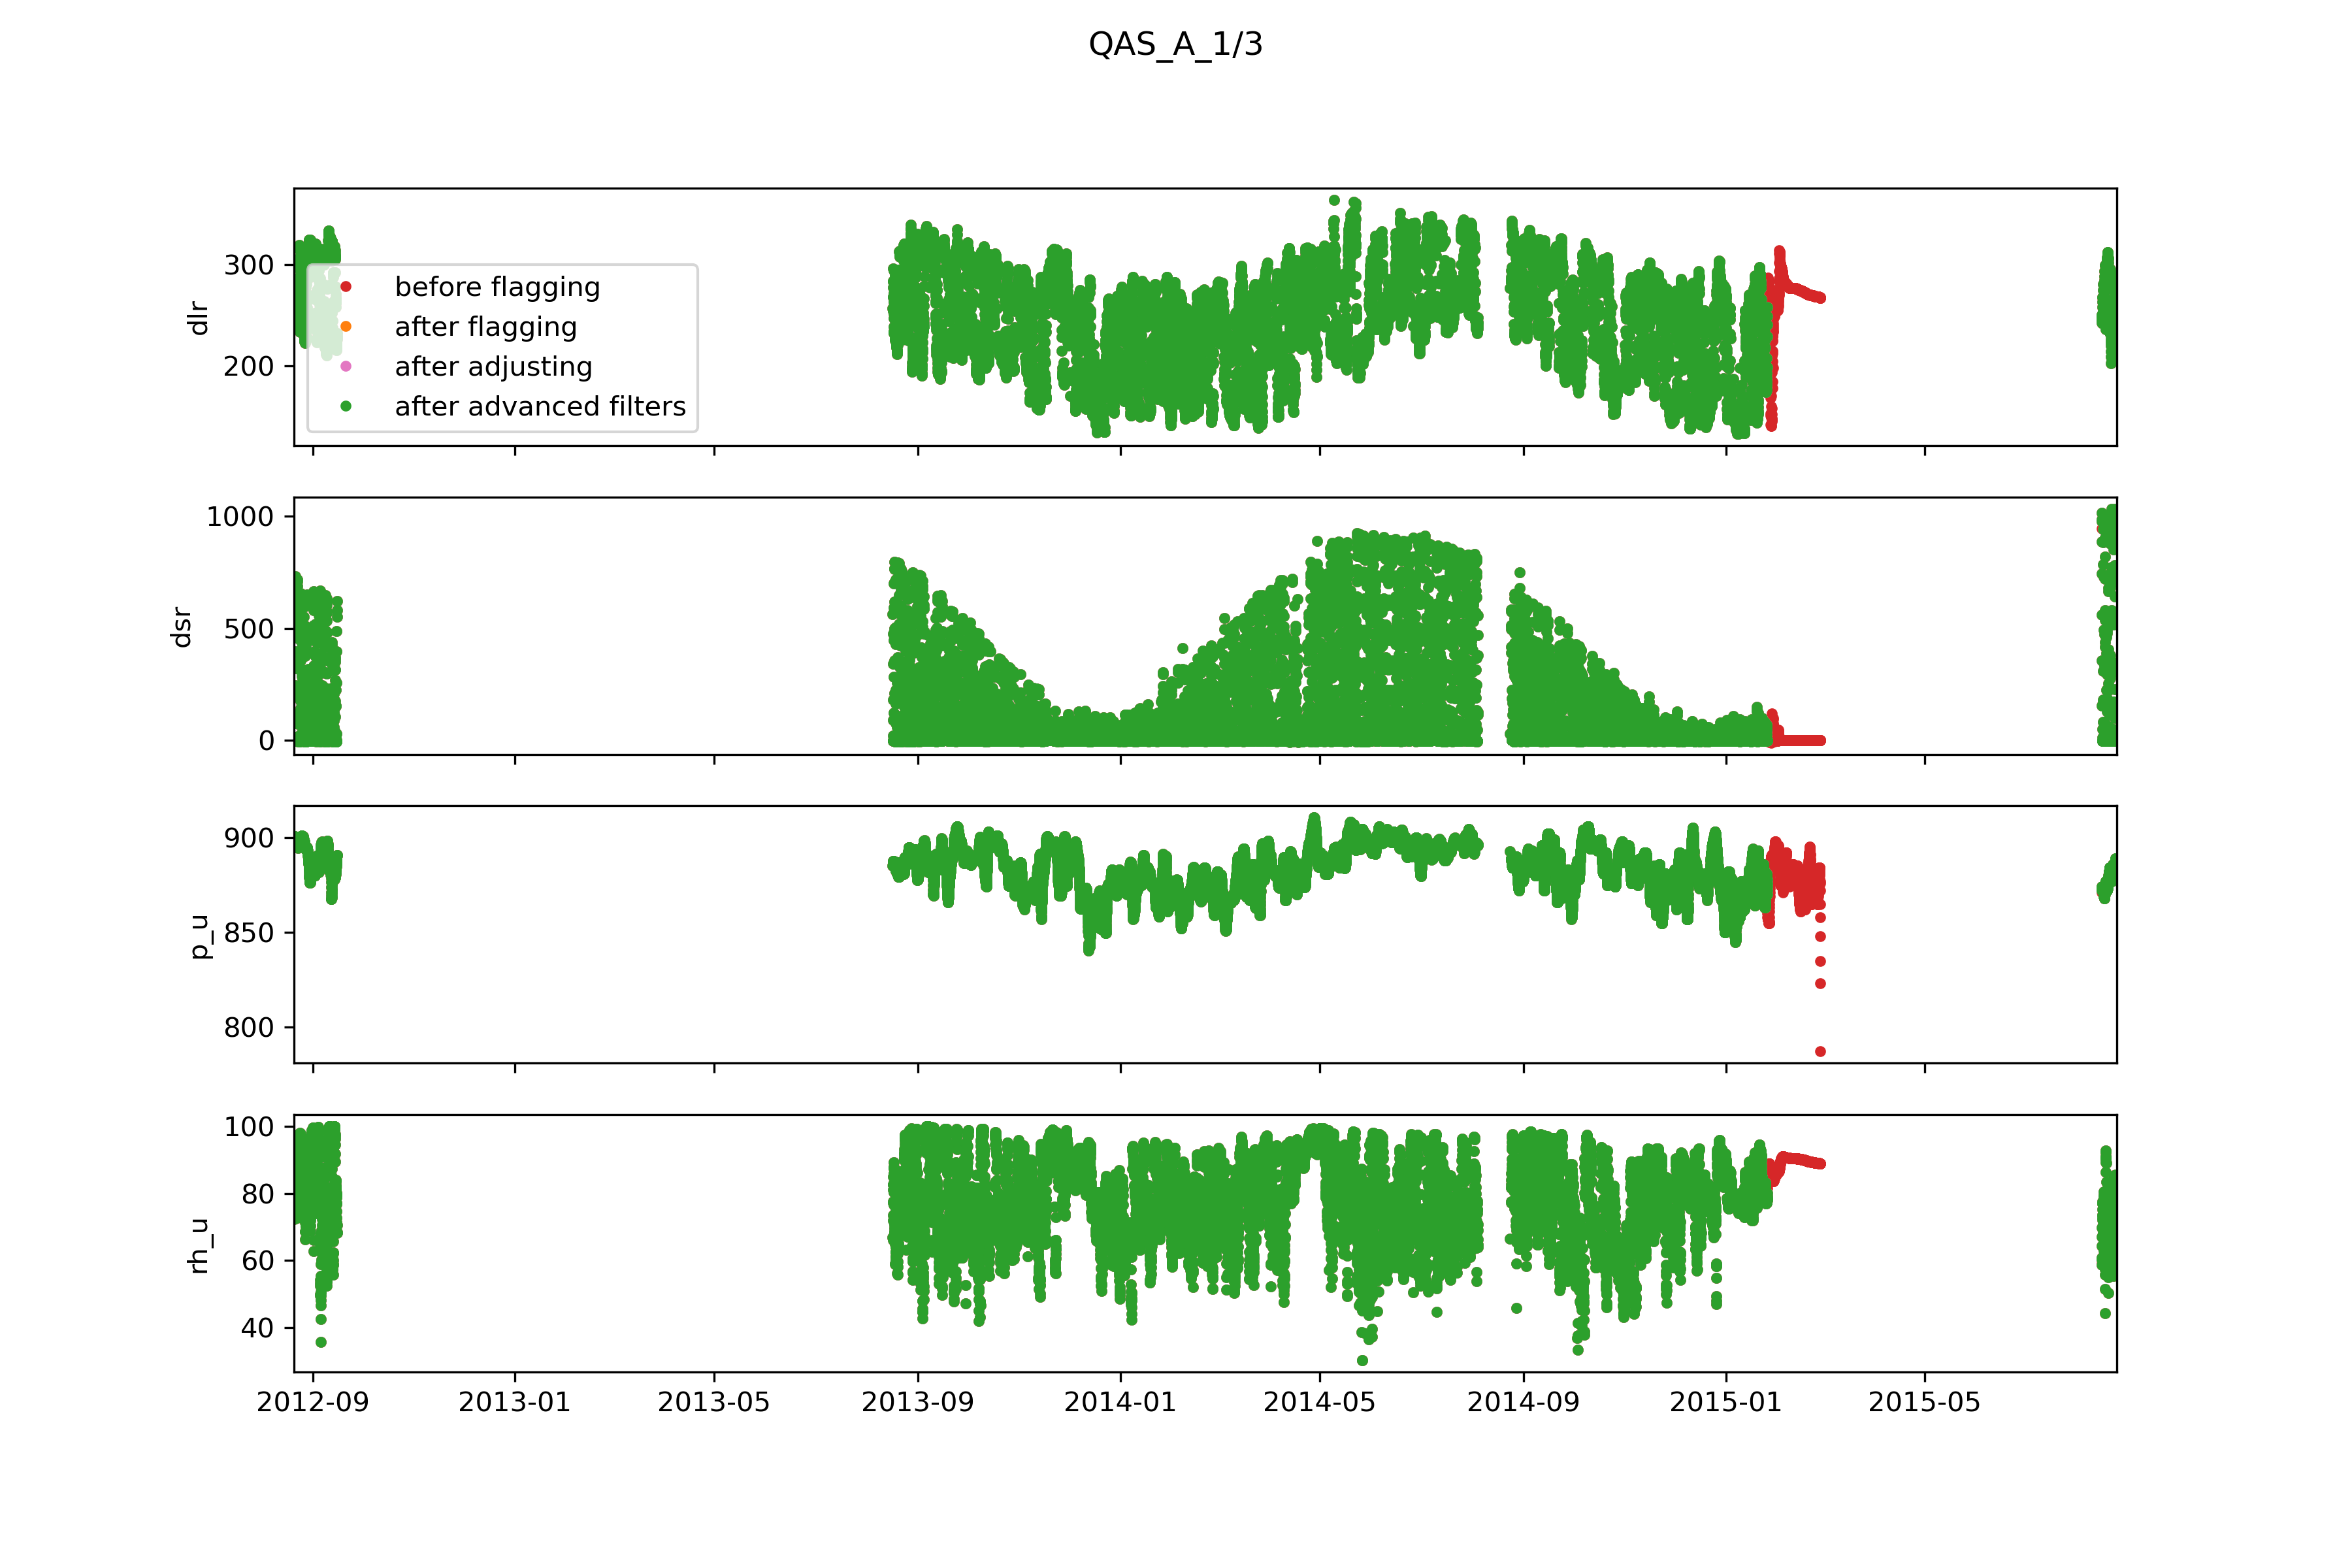 QAS_A_1/3
300
200
dlr
before flagging
after flagging
after adjusting
after advanced filters
1000
500
0
dsr
900
850
800
p_u
100
80
60
40
rh_u
2012-09 2013-01 2013-05 2013-09 2014-01 2014-05 2014-09 2015-01 2015-05